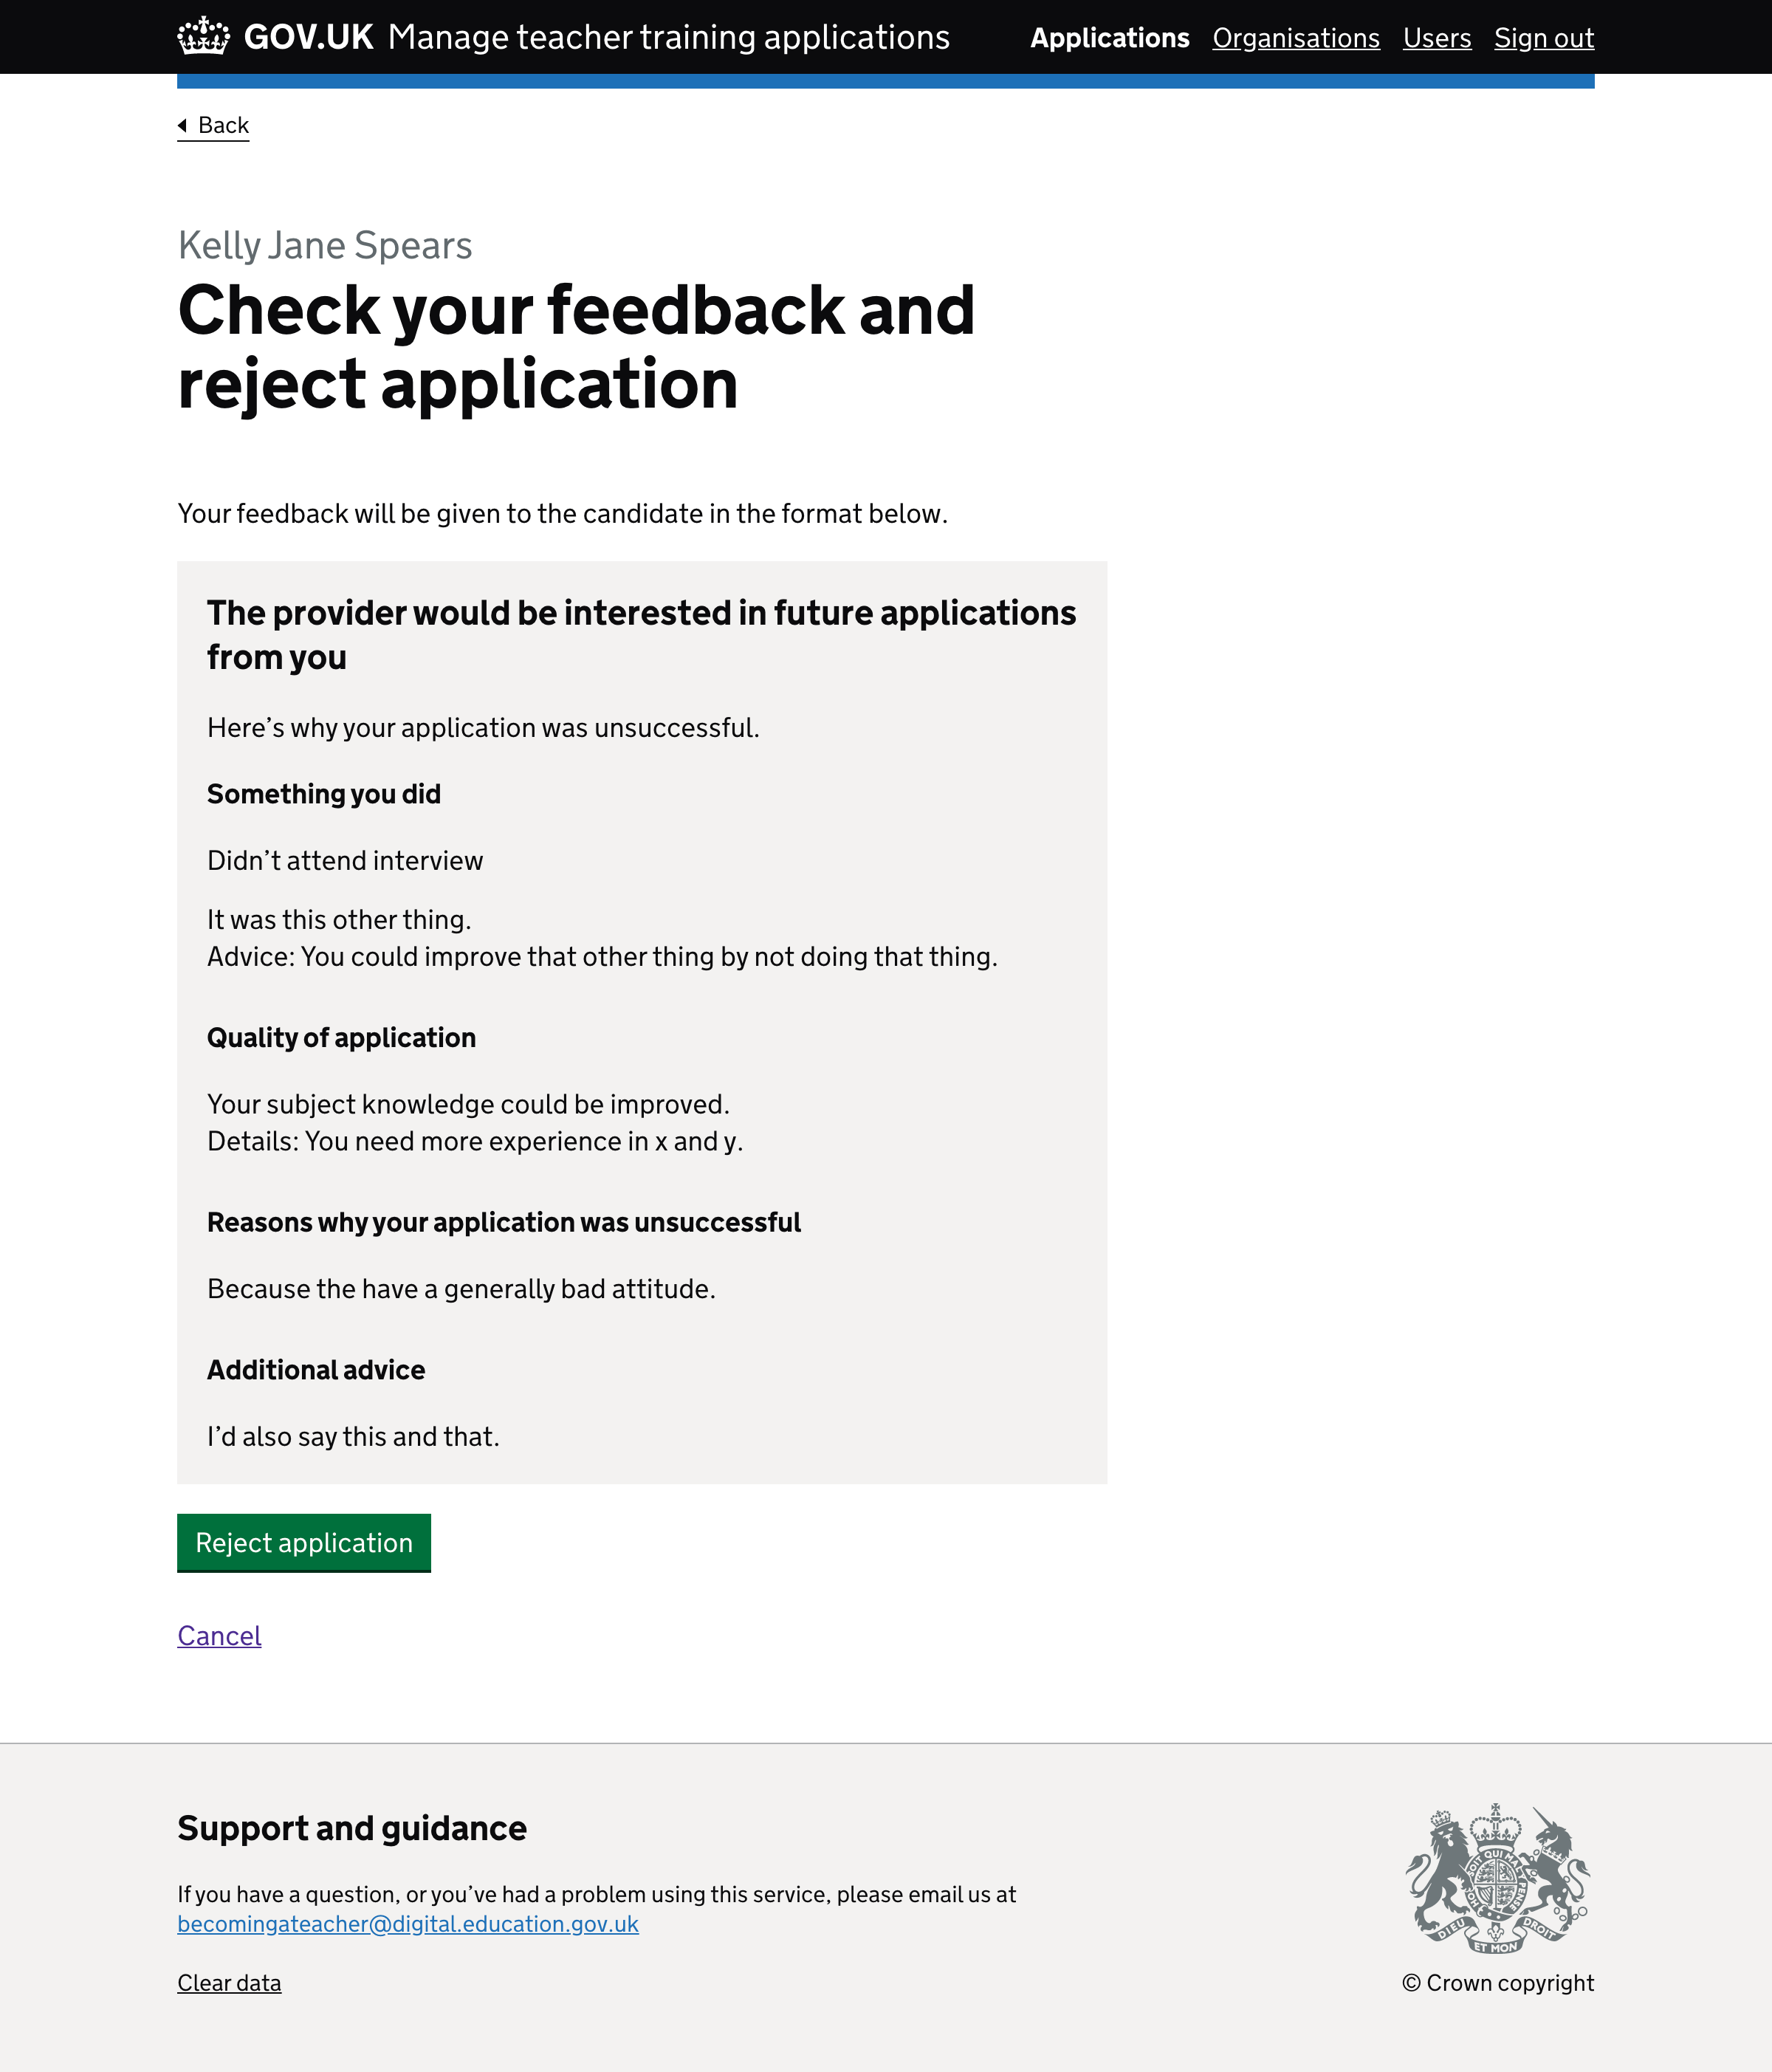 GOV.UK Manage teacher training applications Applications Organisations Users Sign out
Back
Kelly Jane Spears
Check your feedback and
reject application
Your feedback will be given to the candidate in the format below.
The provider would be interested in future applications
from you
Here’s why your application was unsuccessful.
Something you did
Didn’t attend interview
It was this other thing.
Advice: You could improve that other thing by not doing that thing.
Quality of application
Your subject knowledge could be improved.
Details: You need more experience in x and y.
Reasons why your application was unsuccessful
Because the have a generally bad attitude.
Additional advice
I’d also say this and that.
Reject application
Cancel
Support and guidance
If you have a question, or you’ve had a problem using this service, please email us at
becomingateacher@digital.education.gov.uk
Clear data
DIEU ET MON DROIT
© Crown copyright